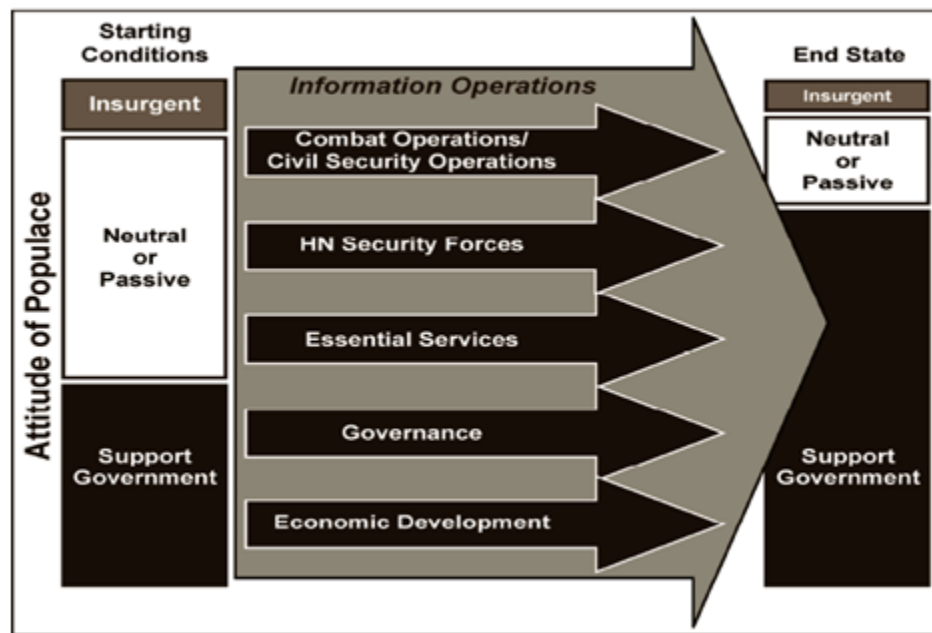 Starting
Conditions
Insurgent
Neutral
or
Passive
Support
Government
Attitude of Populace
Information Operations
Combat Operations/
Civil Security Operations
HN Security Forces
Essential Services
Governance
Economic Development
End State
Insurgent
Neutral
or
Passive
Support
Government